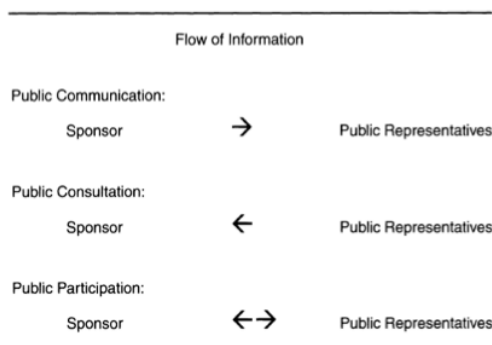 Flow of Information
Public Communication:
Sponsor → Public Representatives
Public Consultation:
Sponsor ← Public Representatives
Public Participation:
Sponsor ←→ Public Representatives